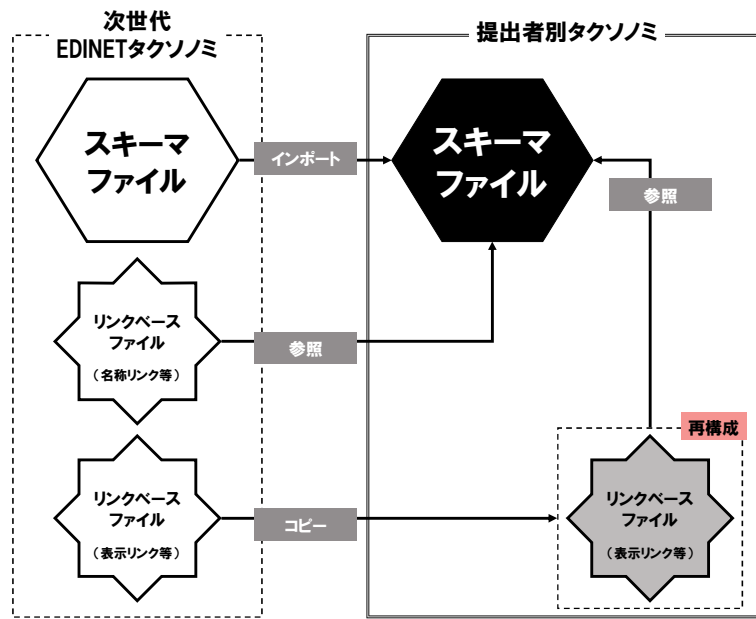 次世代
EDINETタクソノミ
提出者別タクソノミ
スキーマ
ファイル
インポート
スキーマ
ファイル
参照
リンクベース
ファイル
（名称リンク等）
参照
再構成
リンクベース
ファイル
（表示リンク等）
コピー
リンクベース
ファイル
（表示リンク等）